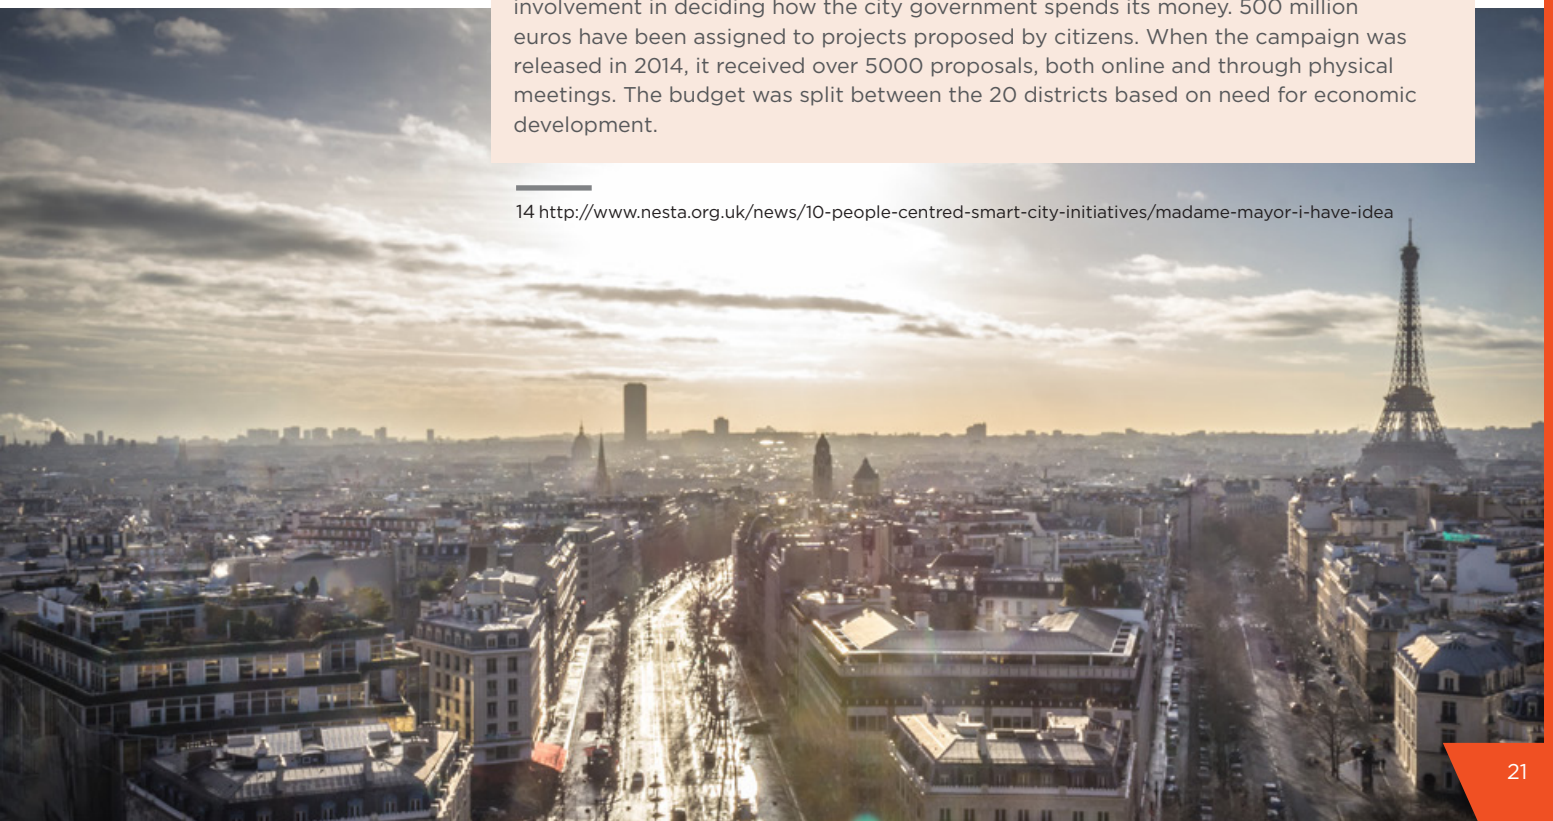 involvement in deciding how the city government spends its money. 500 million
euros have been assigned to projects proposed by citizens. When the campaign was
released in 2014, it received over 5000 proposals, both online and through physical
meetings. The budget was split between the 20 districts based on need for economic
development.
14 http://www.nesta.org.uk/news/10-people-centred-smart-city-initiatives/madame-mayor-i-have-idea
21